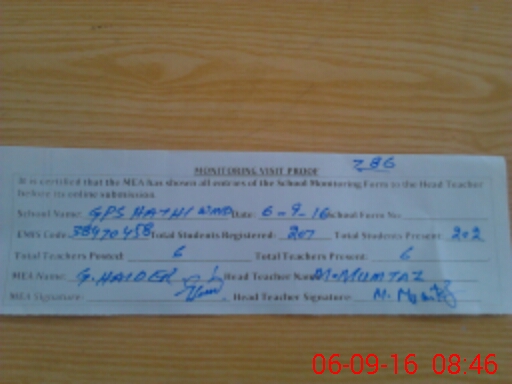 286
MONITORING VISIT PROOF
It is certified that the MEA has shown all entries of the School Monitoring Form to the Head Teacher
before its online submission.
School Name: GPS HATHI WIND Date: 6-9-16 School Form No.
EMIS Code: 38470458 Total Students Registered: 207 Total Students Present: 202
Total Teachers Posted: 6 Total Teachers Present: 6
MEA Name: G. HAIDER Head Teacher Name: M. MUMTAZ
MEA Signature: Head Teacher Signature:
06-09-16 08:46